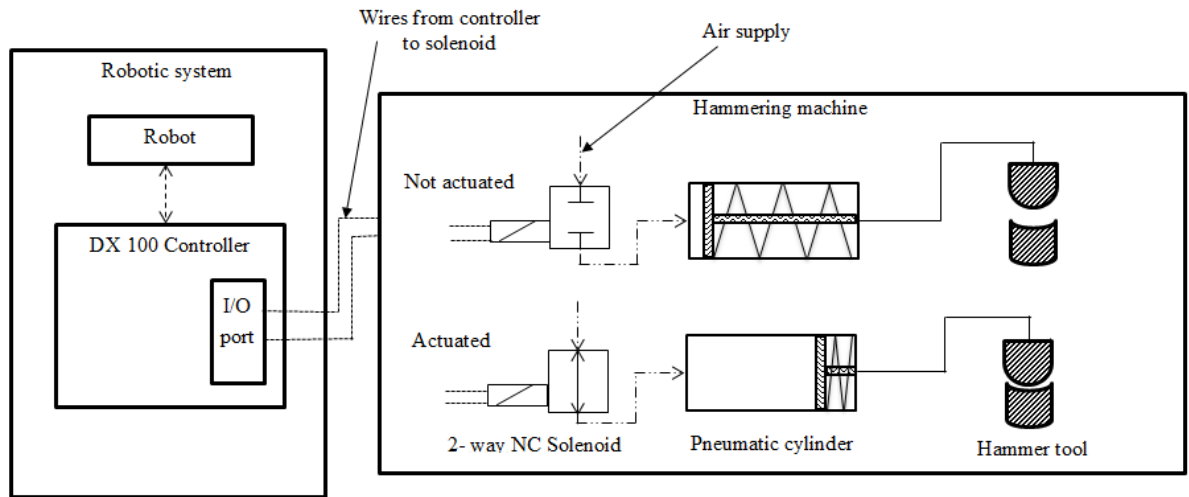 Wires from controller
to solenoid
Air supply
Robotic system
Robot
DX 100 Controller
I/O
port
Hammering machine
Not actuated
Actuated
2- way NC Solenoid
Pneumatic cylinder
Hammer tool